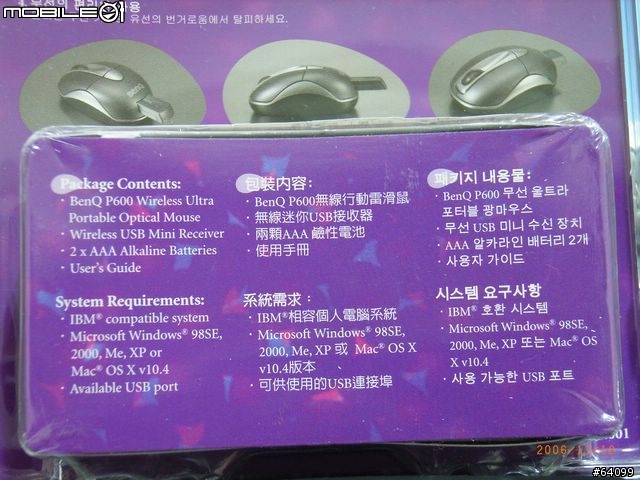 mobile01
유선의 번거로움에서 탈피하세요.
BenQ
Package Contents:
· BenQ P600 Wireless Ultra
Portable Optical Mouse
· Wireless USB Mini Receiver
· 2 x AAA Alkaline Batteries
· User's Guide
System Requirements:
· IBM® compatible system
· Microsoft Windows® 98SE,
2000, Me, XP or
Mac® OS X v10.4
· Available USB port
包裝內容:
· BenQ P600無線行動雷滑鼠
· 無線迷你USB接收器
· 兩顆AAA 鹼性電池
· 使用手冊
系統需求:
· IBM®相容個人電腦系統
· Microsoft Windows® 98SE,
2000, Me, XP 或 Mac® OS X
v10.4版本
· 可供使用的USB連接埠
패키지 내용물:
· BenQ P600 무선 울트라
포터블 광마우스
· 무선 USB 미니 수신 장치
· AAA 알카라인 배터리 2개
· 사용자 가이드
시스템 요구사항
· IBM® 호환 시스템
· Microsoft Windows® 98SE,
2000, Me, XP 또는 Mac® OS
X v10.4
· 사용 가능한 USB 포트
#64099